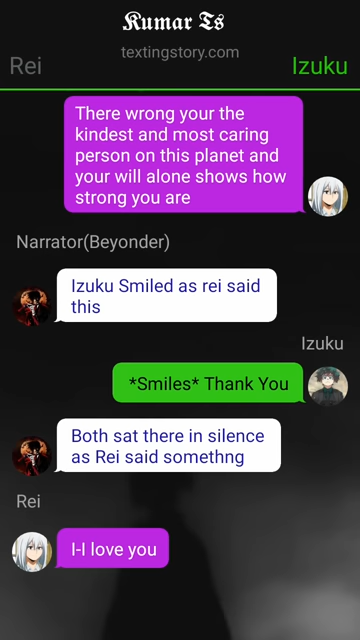 Kumar Ts
textingstory.com
Rei
Izuku
There wrong your the
kindest and most caring
person on this planet and
your will alone shows how
strong you are
Narrator(Beyonder)
Izuku Smiled as rei said
this
Izuku
*Smiles* Thank You
Both sat there in silence
as Rei said somethng
Rei
I-I love you